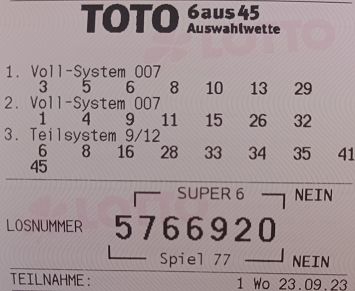 TOTO 6aus45
Auswahlwette
1. Voll-System 007
3 5 6 8 10 13 29
2. Voll-System 007
1 4 9 11 15 26 32
3. Teilsystem 9/12
6 8 16 28 33 34 35 41
45
SUPER 6 NEIN
LOSNUMMER 5766920
Spiel 77 NEIN
TEILNAHME: 1 Wo 23.09.23
LOTTO
LOTTO